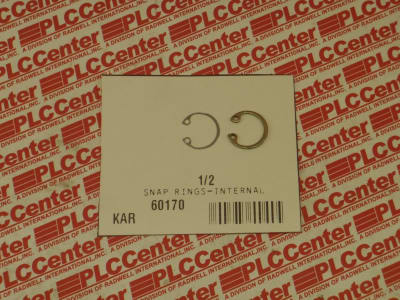 1/2
SNAP RINGS-INTERNAL
60170
KAR
PLCCenter
A DIVISION OF RADWELL INTERNATIONAL, INC.